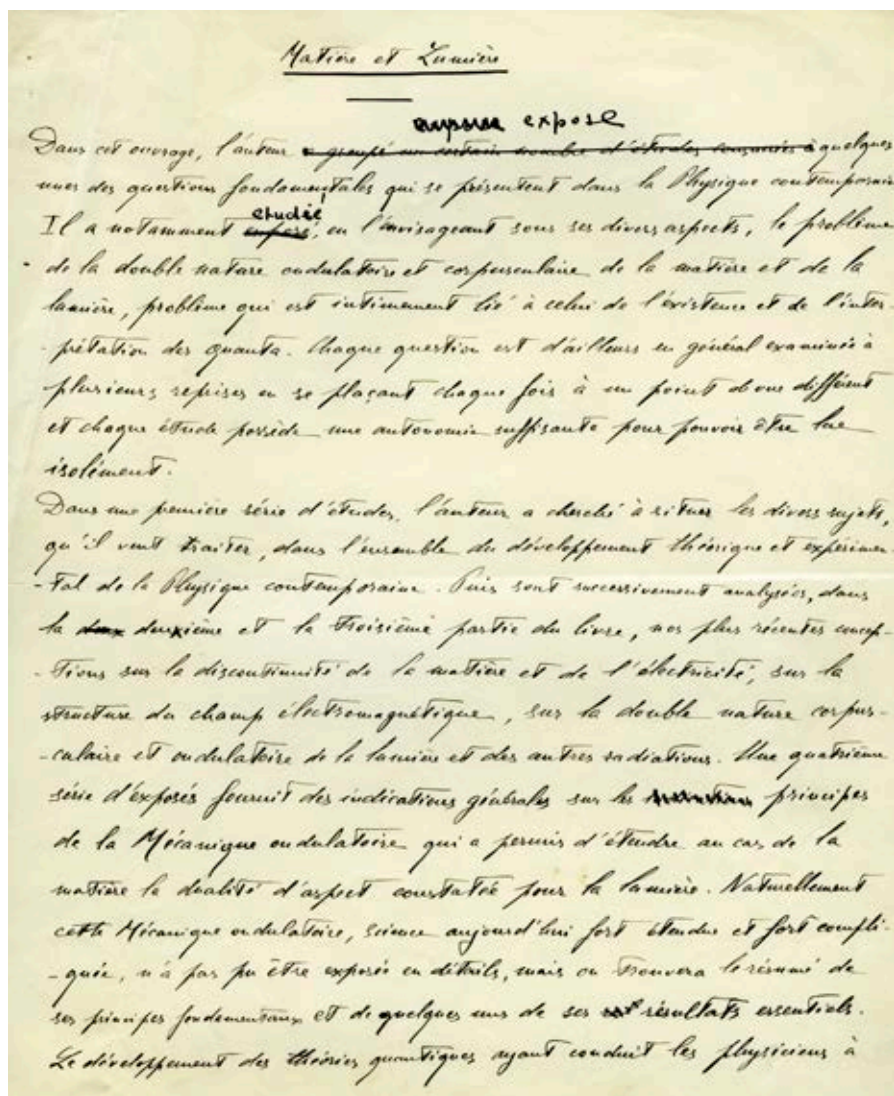 Matière et Lumière
expose
Dans cet ouvrage, l'auteur a groupé un certain nombre d'études consacrées à quelques
unes des questions fondamentales qui se présentent dans la Physique contemporaine
étudié
Il a notamment exposé, en l'envisageant sous ses divers aspects, le problème
de la double nature ondulatoire et corpusculaire de la matière et de la
lumière, problème qui est intimement lié à celui de l'existence et de l'inter-
-prétation des quanta. Chaque question est d'ailleurs en général examinée à
plusieurs reprises en se plaçant chaque fois à un point de vue différent
et chaque étude possède une autonomie suffisante pour pouvoir être lue
isolément.
Dans une première série d'études, l'auteur a cherché à situer les divers sujets,
qu'il veut traiter, dans l'ensemble du développement théorique et expérimen-
-tal de la Physique contemporaine. Puis sont successivement analysées, dans
la deux deuxième et la troisième partie du livre, nos plus récentes concep-
-tions sur la discontinuité de la matière et de l'électricité, sur la
structure du champ électromagnétique, sur la double nature corpus-
-culaire et ondulatoire de la lumière et des autres radiations. Une quatrième
série d'exposés fournit des indications générales sur les principes
de la Mécanique ondulatoire qui a permis d'étendre au cas de la
matière la dualité d'aspect constatée pour la lumière. Naturellement
cette Mécanique ondulatoire, science aujourd'hui fort étendue et fort compli-
-quée, n'a pas pu être exposée en détails, mais on trouvera le résumé de
ses principes fondamentaux et de quelques uns de ses résultats essentiels.
Le développement des théories quantiques ayant conduit les physiciens à